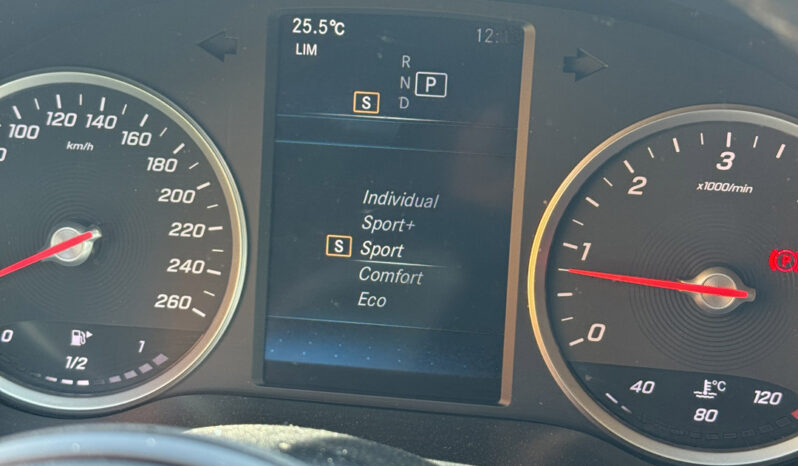 25.5°C
LIM
R
N P
S D
Individual
Sport+
S Sport
Comfort
Eco
100 120 140 160 180 200 220 240 260
km/h
0 1/2 1
0 1 2 3
x1000/min
P
40 80 120
°C